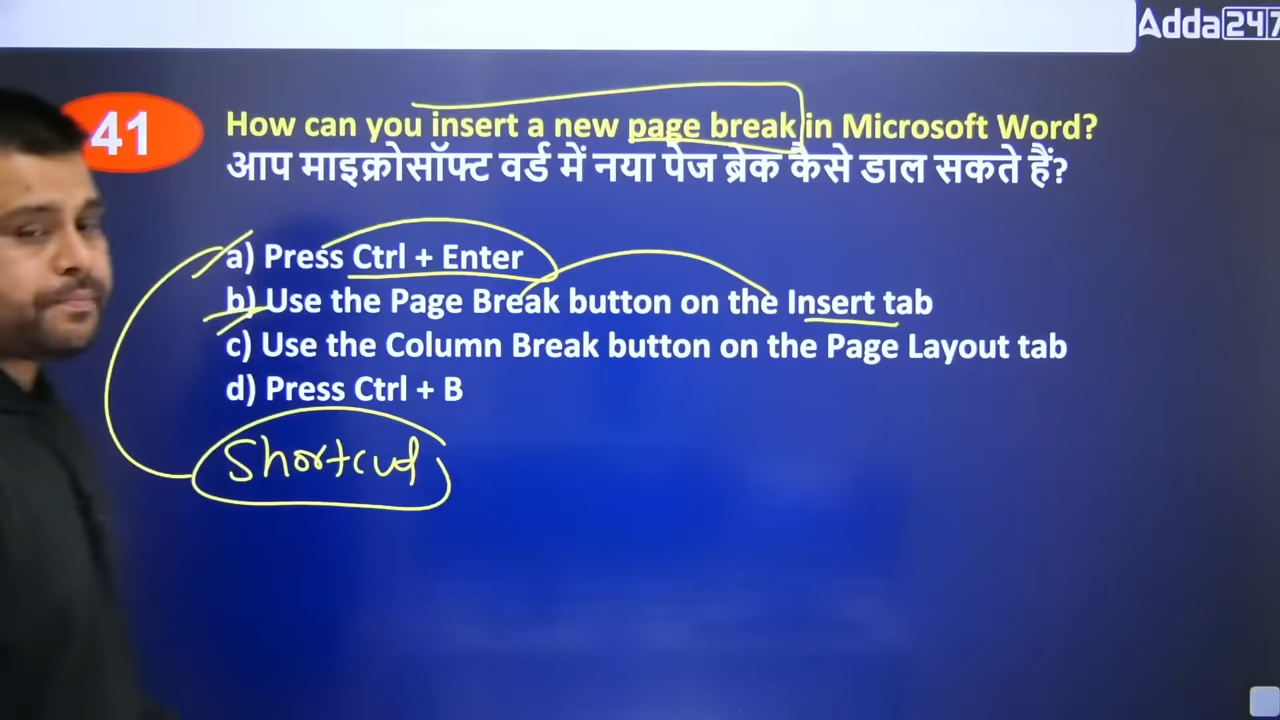 Adda247
41
How can you insert a new page break in Microsoft Word?
आप माइक्रोसॉफ्ट वर्ड में नया पेज ब्रेक कैसे डाल सकते हैं?
a) Press Ctrl + Enter
b) Use the Page Break button on the Insert tab
c) Use the Column Break button on the Page Layout tab
d) Press Ctrl + B
Shortcut